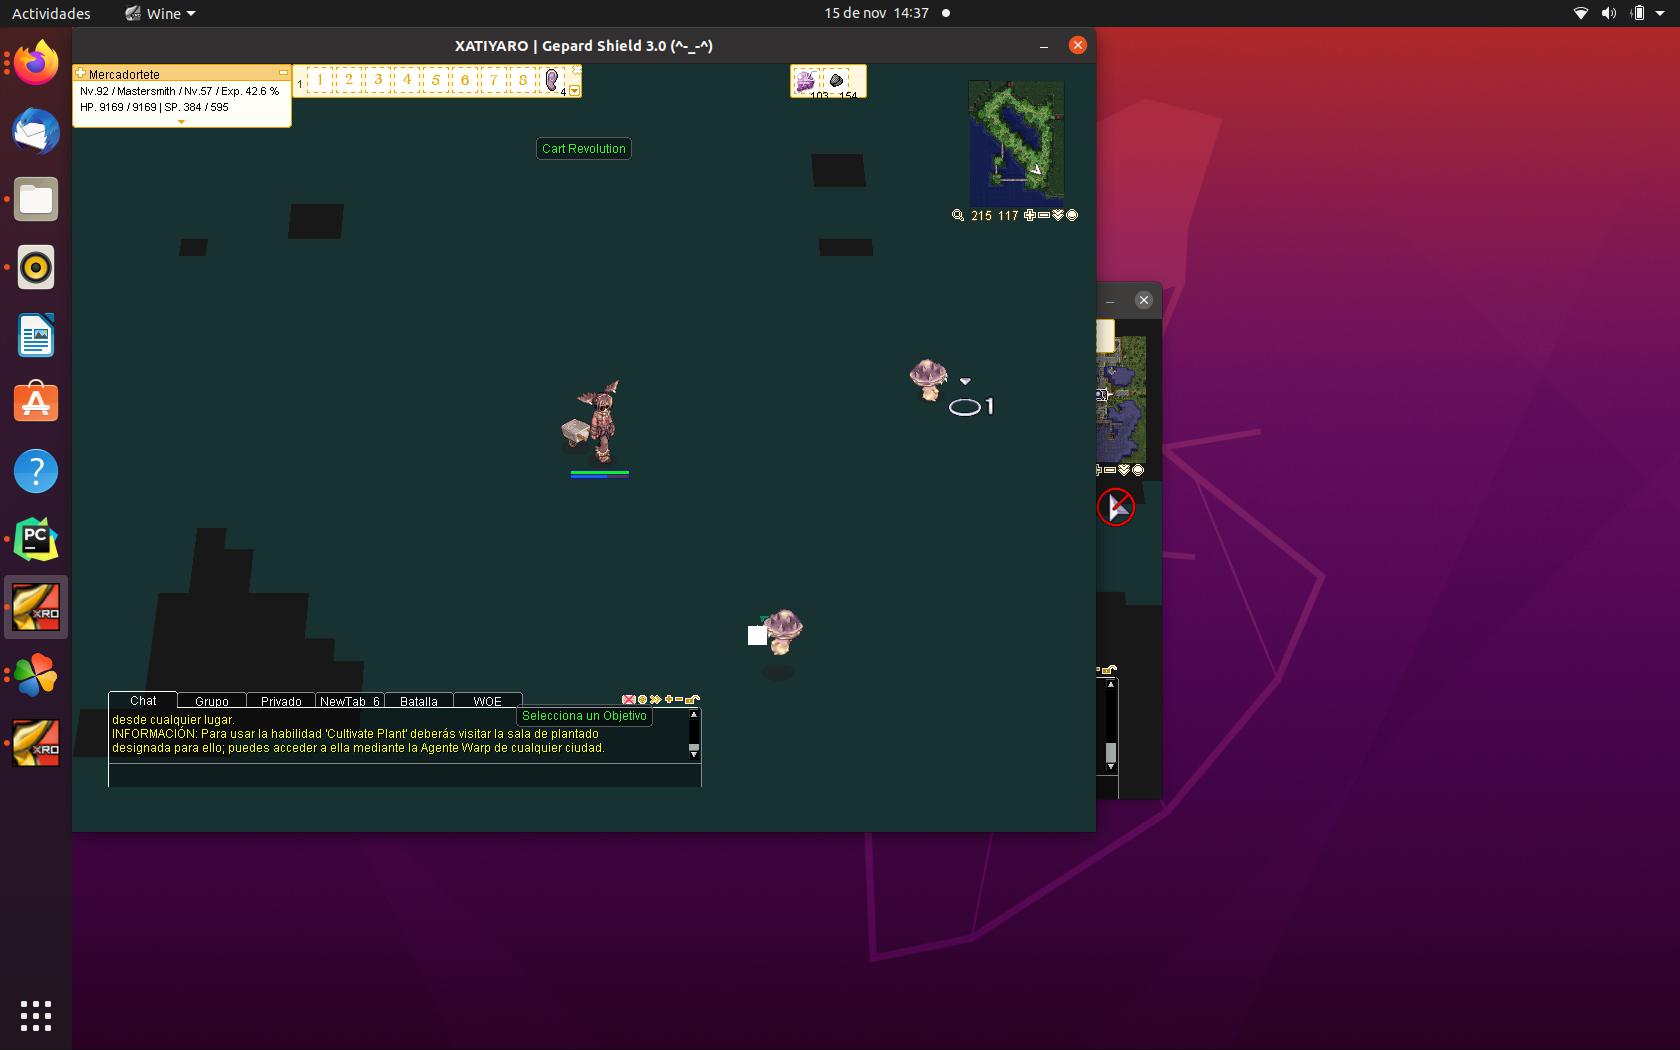 Actividades
Wine
15 de nov 14:37
XATIYARO | Gepard Shield 3.0 (^-_-^)
Mercadortete
Nv.92 / Mastersmith / Nv.57 / Exp. 42.6 %
HP. 9169 / 9169 | SP. 384 / 595
1 1 2 3 4 5 6 7 8 4
103 154
Cart Revolution
215 117
1
PC
XRO
XRO
Chat Grupo Privado NewTab_6 Batalla WOE
Selecciona un Objetivo
desde cualquier lugar.
INFORMACIÓN: Para usar la habilidad 'Cultivate Plant' deberás visitar la sala de plantado
designada para ello; puedes acceder a ella mediante la Agente Warp de cualquier ciudad.